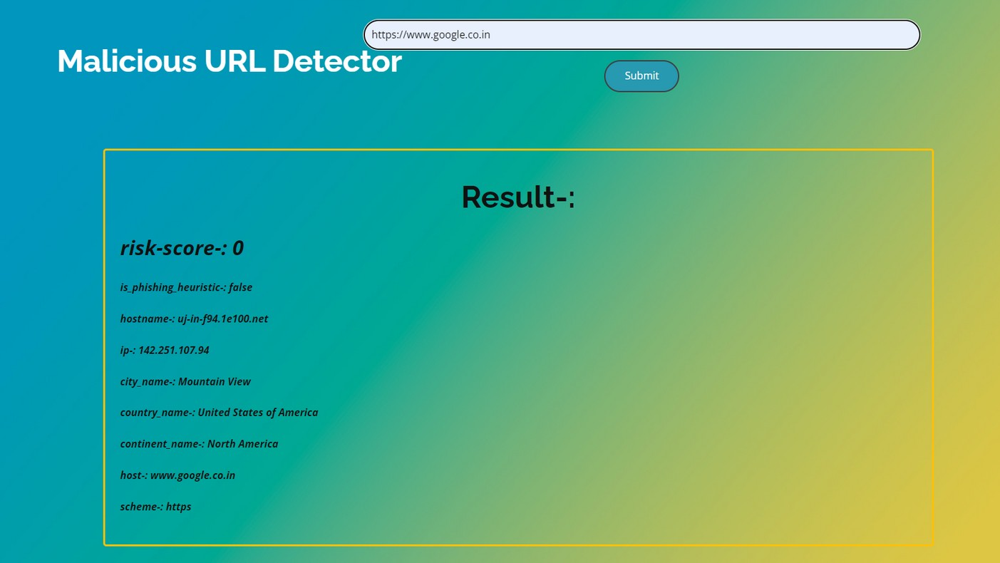 https://www.google.co.in
Malicious URL Detector
Submit
Result-:
risk-score-: 0
is_phishing_heuristic-: false
hostname-: uj-in-f94.1e100.net
ip-: 142.251.107.94
city_name-: Mountain View
country_name-: United States of America
continent_name-: North America
host-: www.google.co.in
scheme-: https